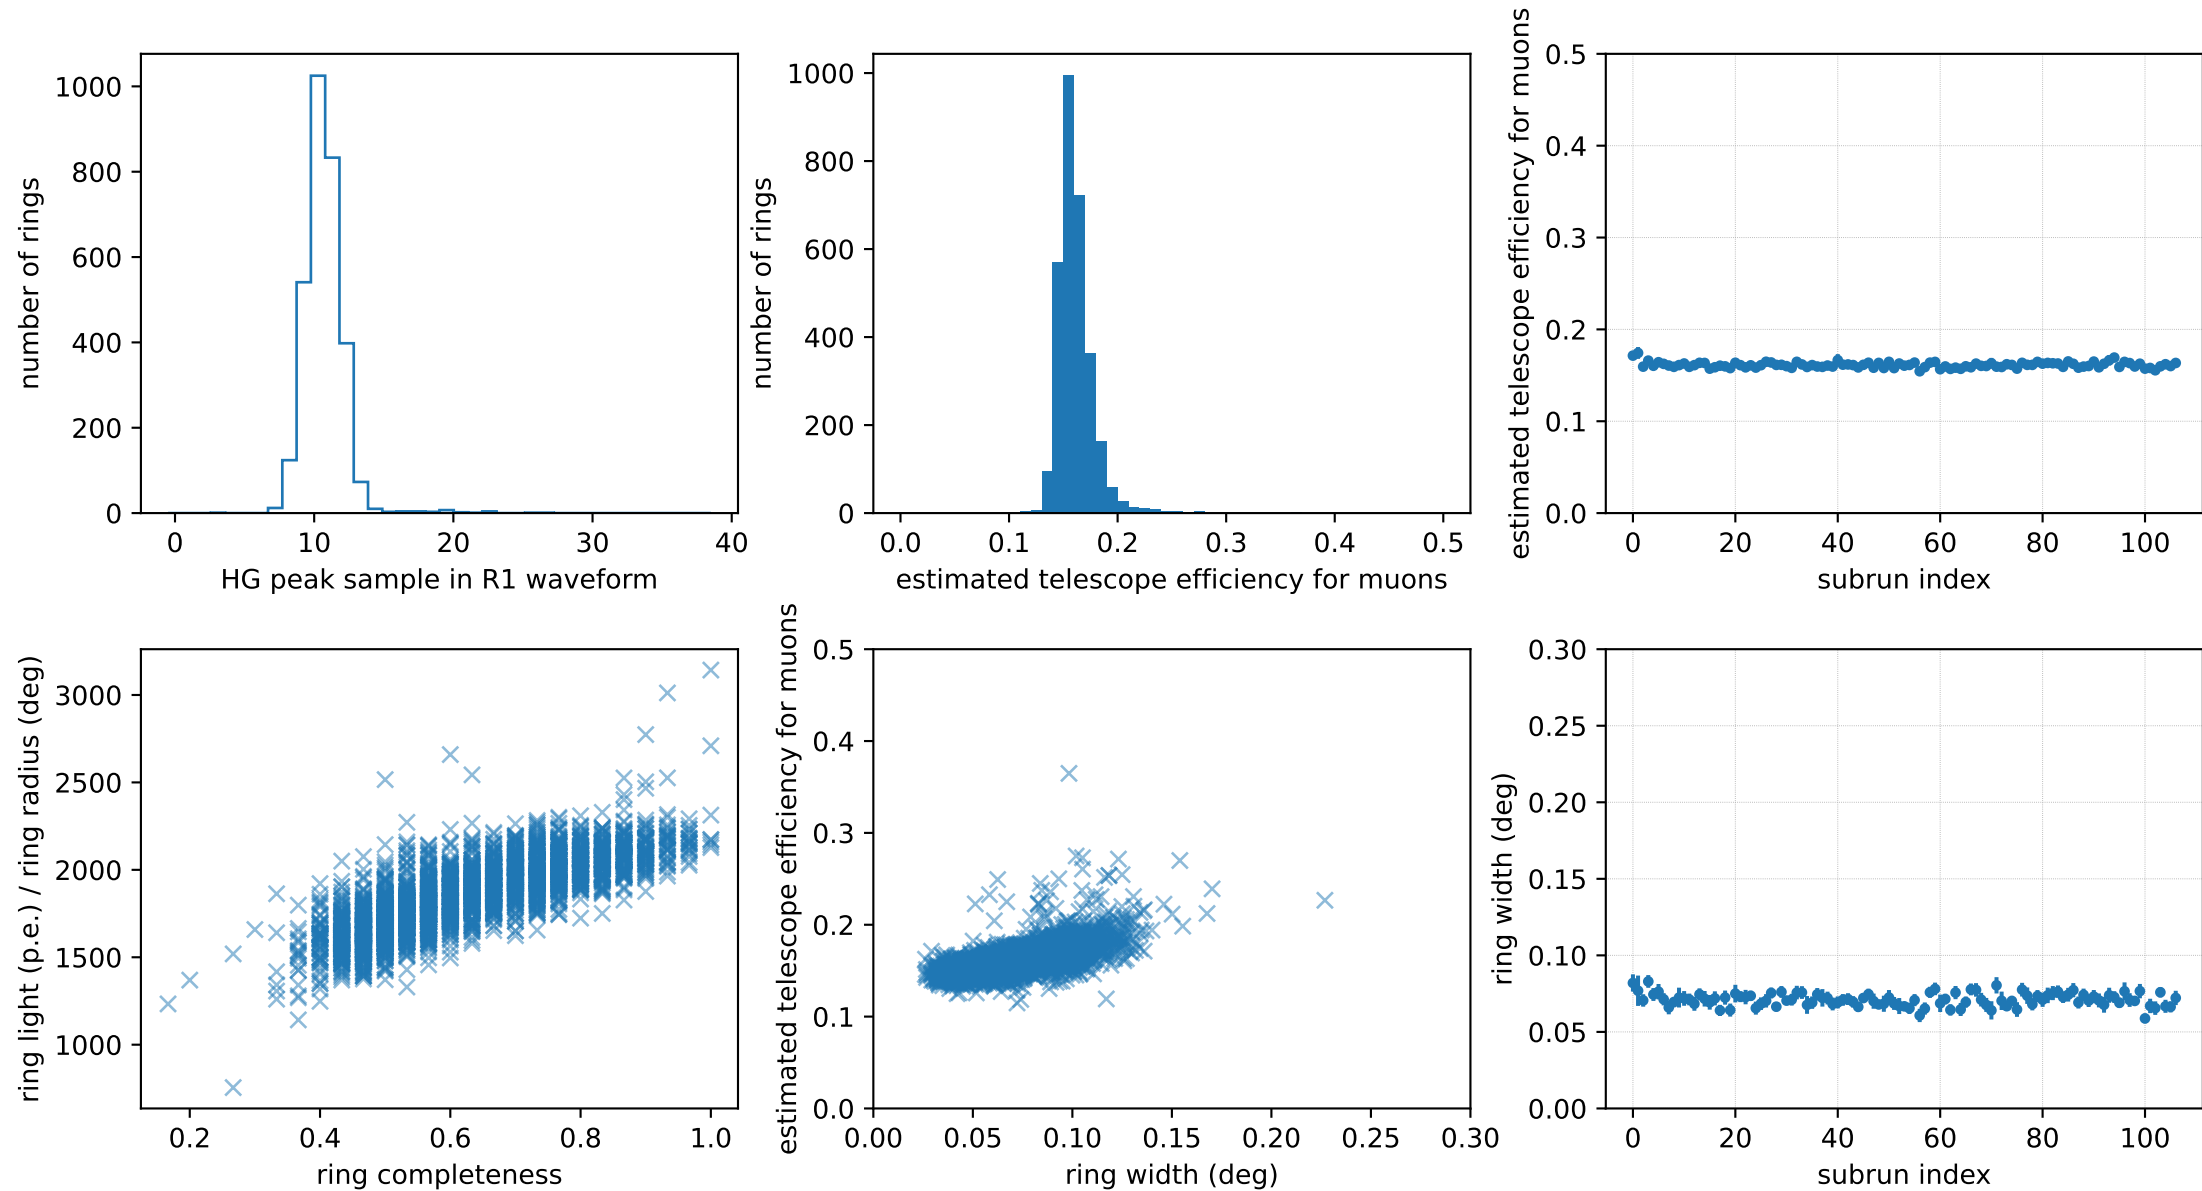 1000
800
600
400
200
0
number of rings
0 10 20 30 40
HG peak sample in R1 waveform
1000
800
600
400
200
0
number of rings
0.0 0.1 0.2 0.3 0.4 0.5
estimated telescope efficiency for muons
0.5
0.4
0.3
0.2
0.1
0.0
estimated telescope efficiency for muons
0 20 40 60 80 100
subrun index
3000
2500
2000
1500
1000
ring light (p.e.) / ring radius (deg)
0.2 0.4 0.6 0.8 1.0
ring completeness
0.5
0.4
0.3
0.2
0.1
0.0
estimated telescope efficiency for muons
0.00 0.05 0.10 0.15 0.20 0.25 0.30
ring width (deg)
0.30
0.25
0.20
0.15
0.10
0.05
0.00
ring width (deg)
0 20 40 60 80 100
subrun index